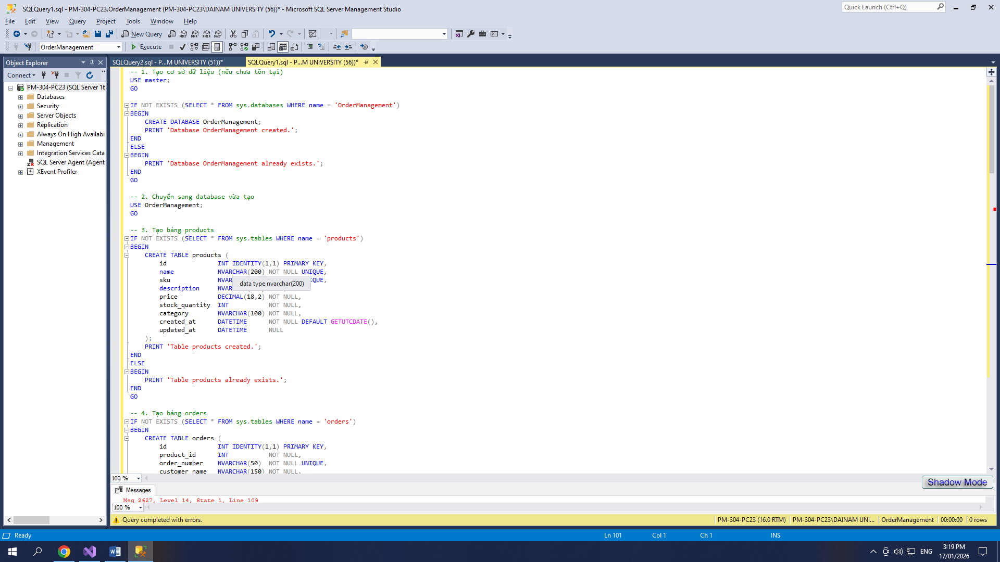 SQLQuery1.sql - PM-304-PC23.OrderManagement (PM-304-PC23\DAINAM UNIVERSITY (56))* - Microsoft SQL Server Management Studio
Quick Launch (Ctrl+Q)
File Edit View Query Project Tools Window Help
New Query
MDX DMX XMLA DAX
OrderManagement
Execute
Object Explorer
SQLQuery2.sql - P...M UNIVERSITY (51))*
SQLQuery1.sql - P...M UNIVERSITY (56))*
Connect
PM-304-PC23 (SQL Server 16
Databases
Security
Server Objects
Replication
Always On High Availabi
Management
Integration Services Cata
SQL Server Agent (Agent
XEvent Profiler
-- 1. Tạo cơ sở dữ liệu (nếu chưa tồn tại)
USE master;
GO
IF NOT EXISTS (SELECT * FROM sys.databases WHERE name = 'OrderManagement')
BEGIN
CREATE DATABASE OrderManagement;
PRINT 'Database OrderManagement created.';
END
ELSE
BEGIN
PRINT 'Database OrderManagement already exists.';
END
GO
-- 2. Chuyển sang database vừa tạo
USE OrderManagement;
GO
-- 3. Tạo bảng products
IF NOT EXISTS (SELECT * FROM sys.tables WHERE name = 'products')
BEGIN
CREATE TABLE products (
id INT IDENTITY(1,1) PRIMARY KEY,
name NVARCHAR(200) NOT NULL UNIQUE,
sku NVAR
data type nvarchar(200)
description NVAR
price DECIMAL(18,2) NOT NULL,
stock_quantity INT NOT NULL,
category NVARCHAR(100) NOT NULL,
created_at DATETIME NOT NULL DEFAULT GETUTCDATE(),
updated_at DATETIME NULL
);
PRINT 'Table products created.';
END
ELSE
BEGIN
PRINT 'Table products already exists.';
END
GO
-- 4. Tạo bảng orders
IF NOT EXISTS (SELECT * FROM sys.tables WHERE name = 'orders')
BEGIN
CREATE TABLE orders (
id INT IDENTITY(1,1) PRIMARY KEY,
product_id INT NOT NULL,
order_number NVARCHAR(50) NOT NULL UNIQUE,
customer_name NVARCHAR(150) NOT NULL,
100 %
Shadow Mode
Messages
Msg 2627, Level 14, State 1, Line 109
100 %
Query completed with errors.
PM-304-PC23 (16.0 RTM)
PM-304-PC23\DAINAM UNI...
OrderManagement
00:00:00
0 rows
Ready
Ln 101
Col 1
Ch 1
INS
ENG
3:19 PM
17/01/2026